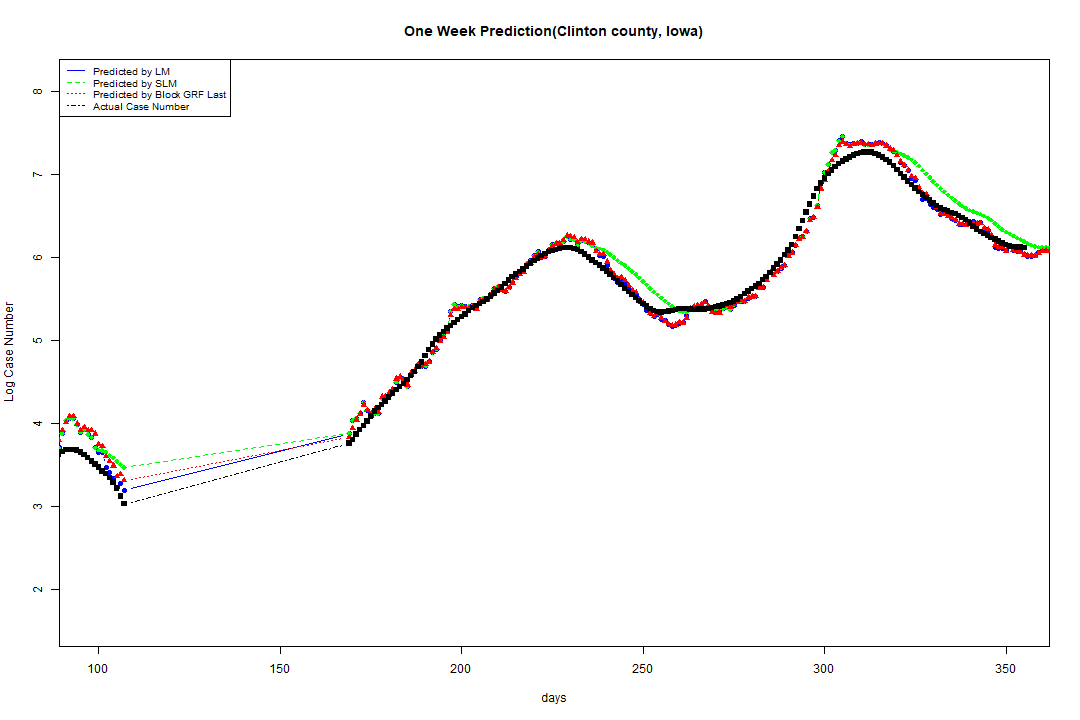 One Week Prediction(Clinton county, Iowa)
Predicted by LM
Predicted by SLM
Predicted by Block GRF Last
Actual Case Number
8
7
6
5
4
3
2
Log Case Number
100 150 200 250 300 350
days